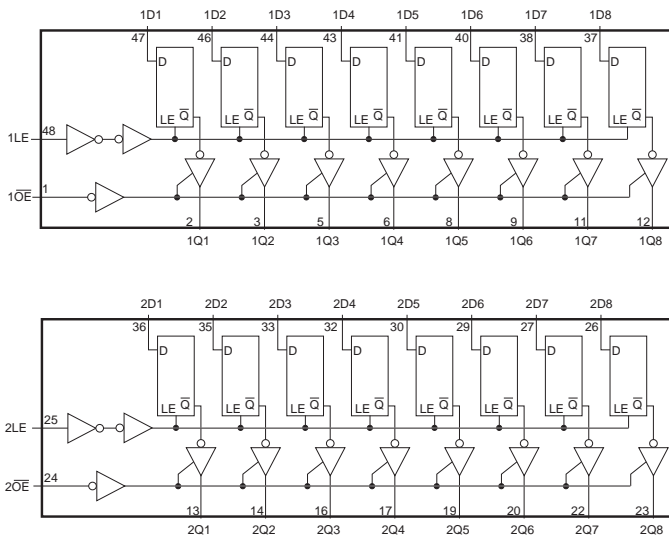 1D1 1D2 1D3 1D4 1D5 1D6 1D7 1D8
47 46 44 43 41 40 38 37
D D D D D D D D
LE Q̅ LE Q̅ LE Q̅ LE Q̅ LE Q̅ LE Q̅ LE Q̅ LE Q̅
1LE 48
1O̅E̅ 1
2 3 5 6 8 9 11 12
1Q1 1Q2 1Q3 1Q4 1Q5 1Q6 1Q7 1Q8
2D1 2D2 2D3 2D4 2D5 2D6 2D7 2D8
36 35 33 32 30 29 27 26
D D D D D D D D
LE Q̅ LE Q̅ LE Q̅ LE Q̅ LE Q̅ LE Q̅ LE Q̅ LE Q̅
2LE 25
2O̅E̅ 24
13 14 16 17 19 20 22 23
2Q1 2Q2 2Q3 2Q4 2Q5 2Q6 2Q7 2Q8